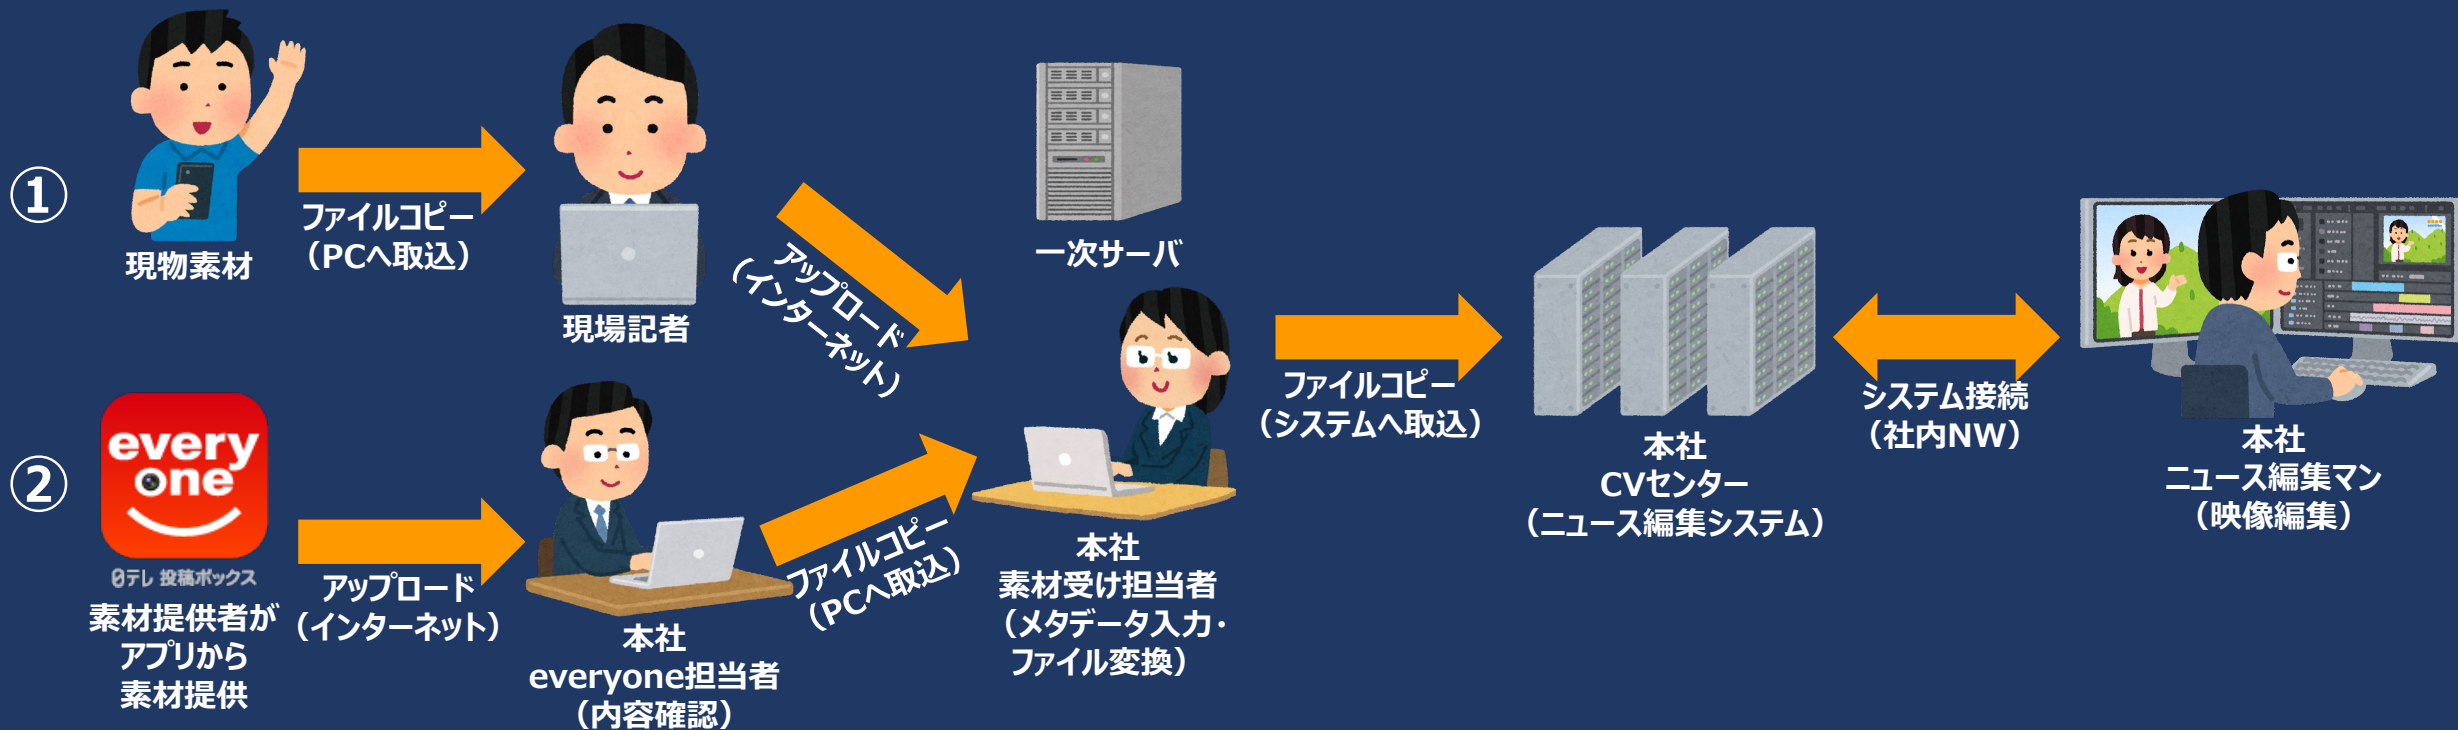 ①
現物素材
ファイルコピー
（PCへ取込）
現場記者
アップロード
（インターネット）
一次サーバ
②
every
one
日テレ 投稿ボックス
素材提供者が
アプリから
素材提供
アップロード
（インターネット）
本社
everyone担当者
（内容確認）
ファイルコピー
（PCへ取込）
本社
素材受け担当者
（メタデータ入力・
ファイル変換）
ファイルコピー
（システムへ取込）
本社
CVセンター
（ニュース編集システム）
システム接続
（社内NW）
本社
ニュース編集マン
（映像編集）